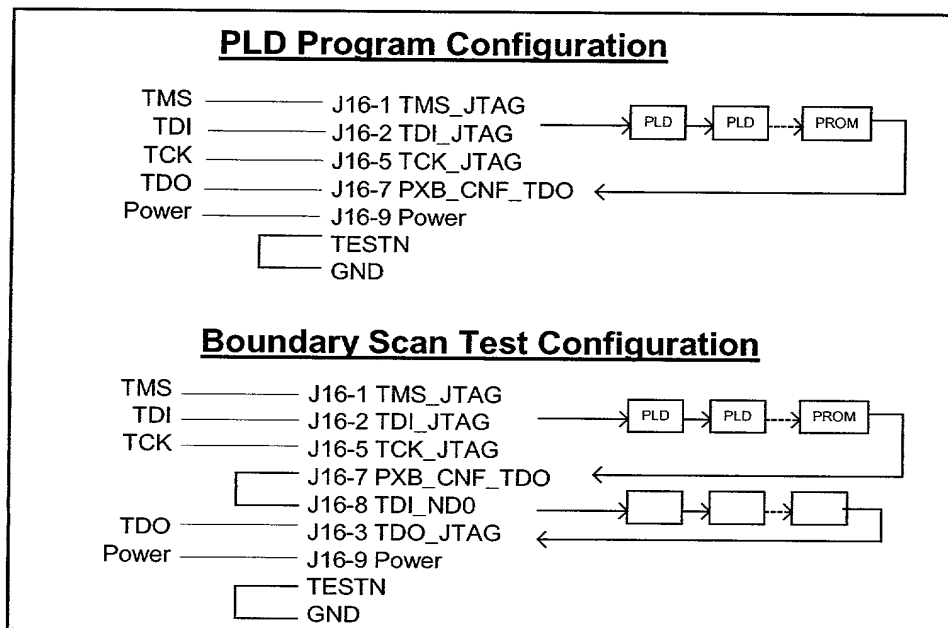 PLD Program Configuration
TMS J16-1 TMS_JTAG
TDI J16-2 TDI_JTAG PLD PLD PROM
TCK J16-5 TCK_JTAG
TDO J16-7 PXB_CNF_TDO
Power J16-9 Power
TESTN
GND
Boundary Scan Test Configuration
TMS J16-1 TMS_JTAG
TDI J16-2 TDI_JTAG PLD PLD PROM
TCK J16-5 TCK_JTAG
J16-7 PXB_CNF_TDO
J16-8 TDI_ND0
TDO J16-3 TDO_JTAG
Power J16-9 Power
TESTN
GND